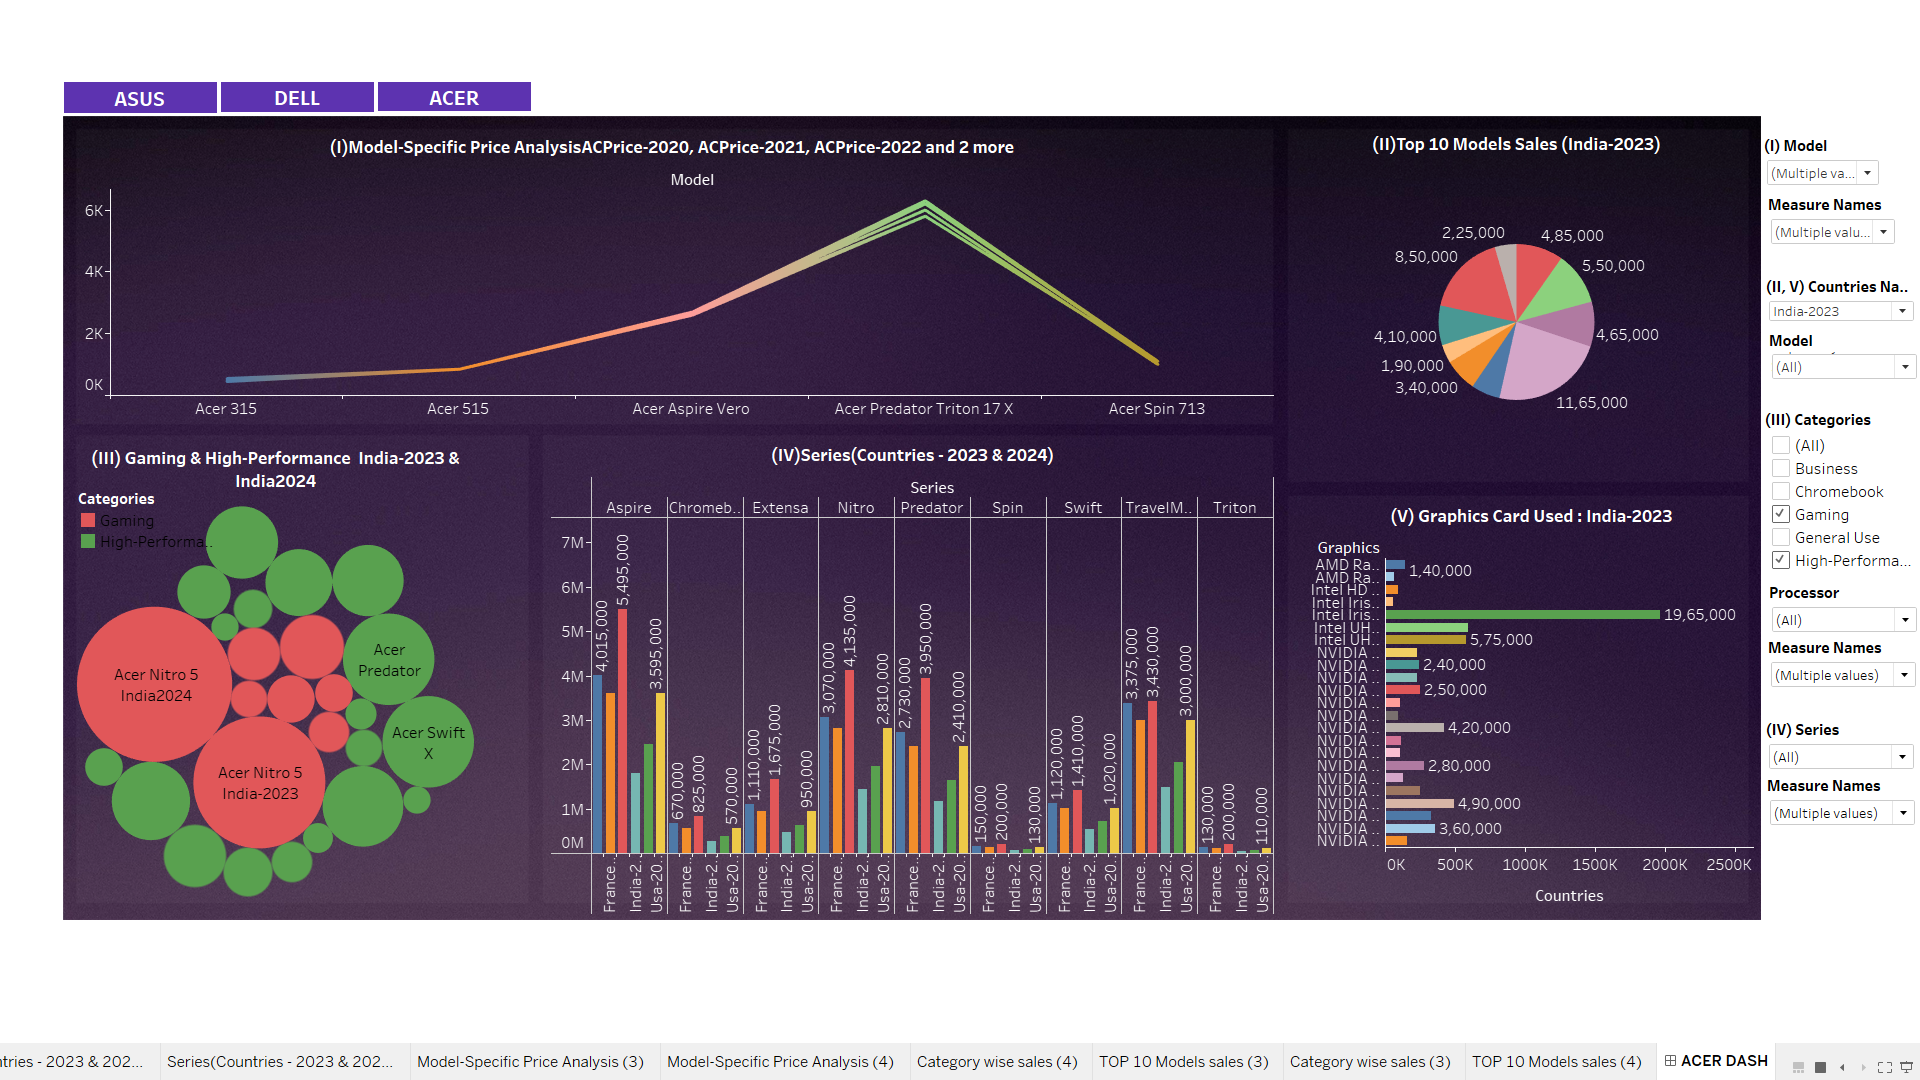 ASUS
DELL
ACER
(I)Model-Specific Price AnalysisACPrice-2020, ACPrice-2021, ACPrice-2022 and 2 more
Model
6K
4K
2K
0K
Acer 315
Acer 515
Acer Aspire Vero
Acer Predator Triton 17 X
Acer Spin 713
(II)Top 10 Models Sales (India-2023)
2,25,000
4,85,000
8,50,000
5,50,000
4,10,000
4,65,000
1,90,000
3,40,000
11,65,000
(III) Gaming & High-Performance India-2023 &
India2024
Categories
Gaming
High-Performa..
Acer Nitro 5
India2024
Acer
Predator
Acer Swift
X
Acer Nitro 5
India-2023
(IV)Series(Countries - 2023 & 2024)
Series
Aspire
Chromeb..
Extensa
Nitro
Predator
Spin
Swift
TravelM..
Triton
7M
6M
5M
4M
3M
2M
1M
0M
4,015,000
5,495,000
3,595,000
670,000
825,000
570,000
1,110,000
1,675,000
950,000
3,070,000
4,135,000
2,810,000
2,730,000
3,950,000
2,410,000
150,000
200,000
130,000
1,120,000
1,410,000
1,020,000
3,375,000
3,430,000
3,000,000
130,000
200,000
110,000
France..
India-2..
Usa-20..
France..
India-2..
Usa-20..
France..
India-2..
Usa-20..
France..
India-2..
Usa-20..
France..
India-2..
Usa-20..
France..
India-2..
Usa-20..
France..
India-2..
Usa-20..
France..
India-2..
Usa-20..
France..
India-2..
Usa-20..
(V) Graphics Card Used : India-2023
Graphics
AMD Ra..
AMD Ra.. 1,40,000
Intel HD ..
Intel Iris..
Intel Iris.. 19,65,000
Intel UH..
Intel UH.. 5,75,000
NVIDIA ..
NVIDIA .. 2,40,000
NVIDIA ..
NVIDIA .. 2,50,000
NVIDIA ..
NVIDIA ..
NVIDIA .. 4,20,000
NVIDIA ..
NVIDIA ..
NVIDIA .. 2,80,000
NVIDIA ..
NVIDIA ..
NVIDIA .. 4,90,000
NVIDIA ..
NVIDIA .. 3,60,000
NVIDIA ..
0K
500K
1000K
1500K
2000K
2500K
Countries
(I) Model
(Multiple va...
Measure Names
(Multiple valu...
(II, V) Countries Na..
India-2023
Model
(All)
(III) Categories
(All)
Business
Chromebook
Gaming
General Use
High-Performa...
Processor
(All)
Measure Names
(Multiple values)
(IV) Series
(All)
Measure Names
(Multiple values)
ntries - 2023 & 202...
Series(Countries - 2023 & 202...
Model-Specific Price Analysis (3)
Model-Specific Price Analysis (4)
Category wise sales (4)
TOP 10 Models sales (3)
Category wise sales (3)
TOP 10 Models sales (4)
ACER DASH